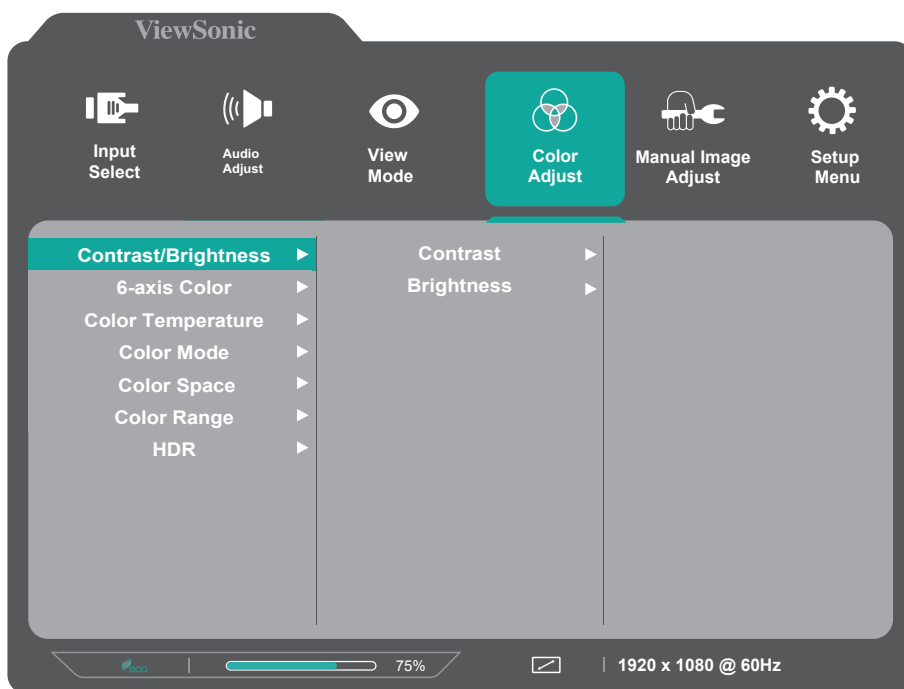 ViewSonic
Input
Select
Audio
Adjust
View
Mode
Color
Adjust
Manual Image
Adjust
Setup
Menu
Contrast/Brightness
6-axis Color
Color Temperature
Color Mode
Color Space
Color Range
HDR
Contrast
Brightness
eco
75%
1920 x 1080 @ 60Hz